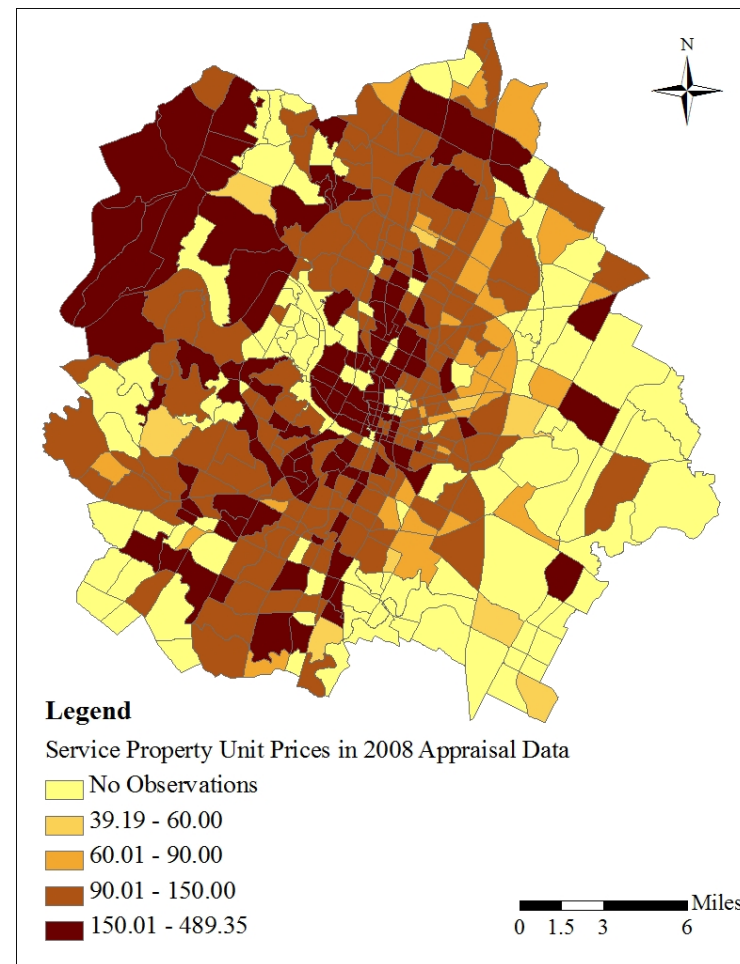 N
Legend
Service Property Unit Prices in 2008 Appraisal Data
No Observations
39.19 - 60.00
60.01 - 90.00
90.01 - 150.00
150.01 - 489.35
Miles
0 1.5 3 6